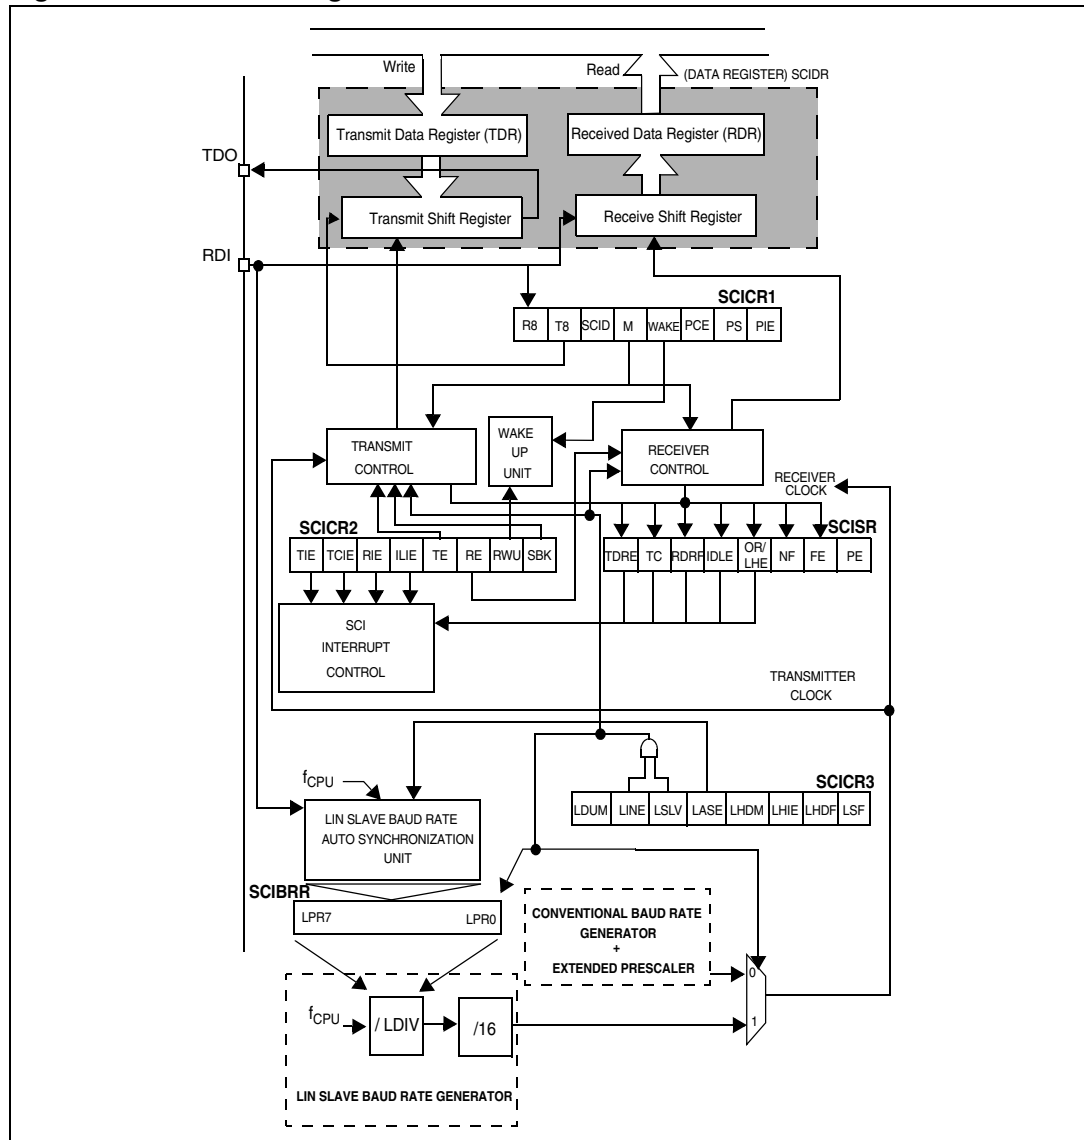 Write
Read
(DATA REGISTER) SCIDR
Transmit Data Register (TDR)
Received Data Register (RDR)
TDO
Transmit Shift Register
Receive Shift Register
RDI
SCICR1
R8 T8 SCID M WAKE PCE PS PIE
TRANSMIT
CONTROL
WAKE
UP
UNIT
RECEIVER
CONTROL
RECEIVER
CLOCK
SCICR2
SCISR
TIE TCIE RIE ILIE TE RE RWU SBK
TDRE TC RDRF IDLE OR/
LHE NF FE PE
SCI
INTERRUPT
CONTROL
TRANSMITTER
CLOCK
fCPU
SCICR3
LDUM LINE LSLV LASE LHDM LHIE LHDF LSF
LIN SLAVE BAUD RATE
AUTO SYNCHRONIZATION
UNIT
SCIBRR
LPR7 LPR0
CONVENTIONAL BAUD RATE
GENERATOR
+
EXTENDED PRESCALER
0
1
fCPU
/ LDIV
/16
LIN SLAVE BAUD RATE GENERATOR